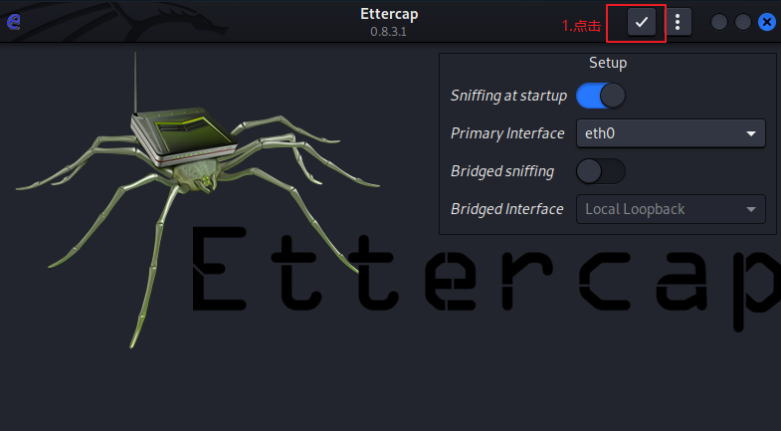 Ettercap
0.8.3.1
1.点击
Setup
Sniffing at startup
Primary Interface
eth0
Bridged sniffing
Bridged Interface
Local Loopback
Ettercap